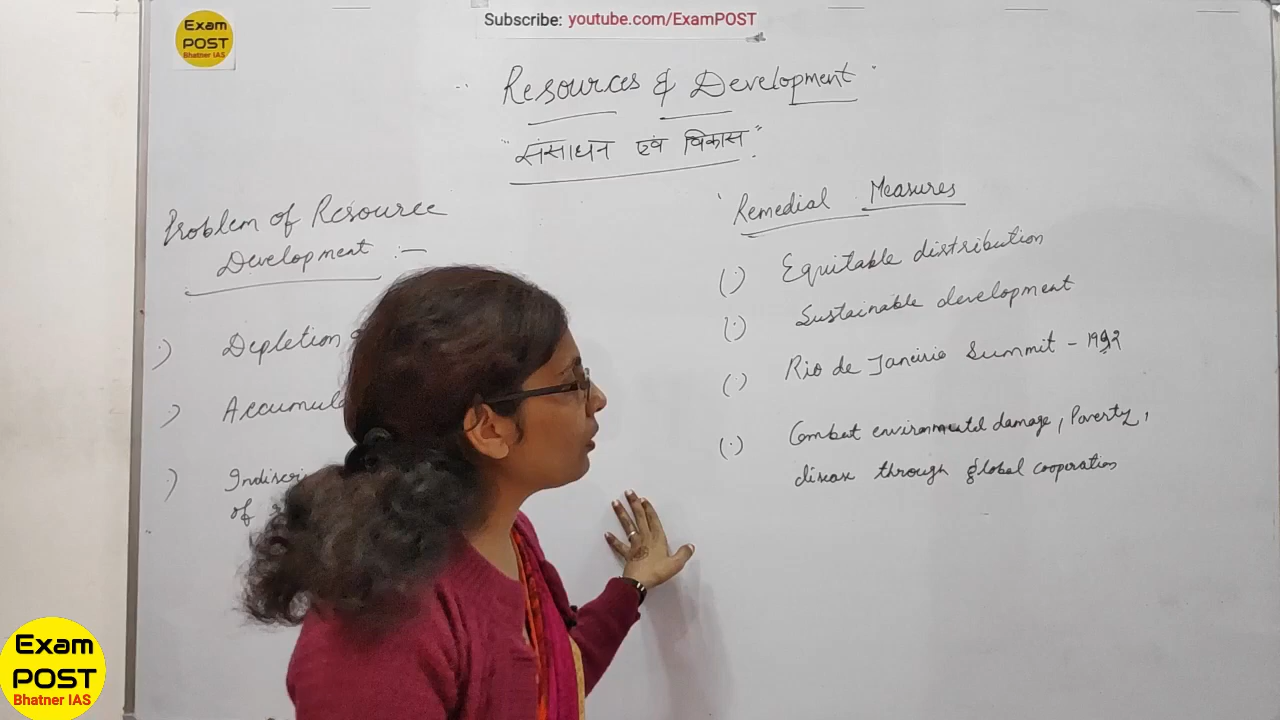 Exam
POST
Bhatner IAS
Subscribe: youtube.com/ExamPOST
" Resources & Development "
"संसाधन एवं विकास"
Problem of Resource
Development :-
.) Depletion
.) Accumula
.) Indiscri
of
' Remedial Measures
(.) Equitable distribution
(.) Sustainable development
(.) Rio de Janeirio Summit - 1992
(.) Combat environmental damage, Poverty,
disease through global cooperation
Exam
POST
Bhatner IAS